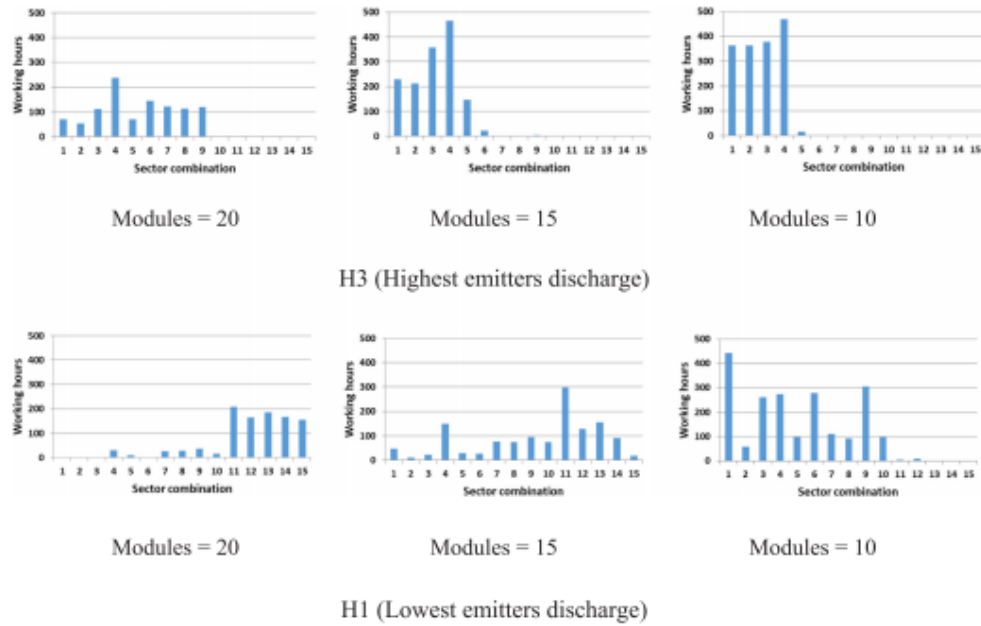 500
400
300
200
100
0
Working hours
1 2 3 4 5 6 7 8 9 10 11 12 13 14 15
Sector combination
Modules = 20
500
400
300
200
100
0
Working hours
1 2 3 4 5 6 7 8 9 10 11 12 13 14 15
Sector combination
Modules = 15
500
400
300
200
100
0
Working hours
1 2 3 4 5 6 7 8 9 10 11 12 13 14 15
Sector combination
Modules = 10
H3 (Highest emitters discharge)
500
400
300
200
100
0
Working hours
1 2 3 4 5 6 7 8 9 10 11 12 13 14 15
Sector combination
Modules = 20
500
400
300
200
100
0
Working hours
1 2 3 4 5 6 7 8 9 10 11 12 13 14 15
Sector combination
Modules = 15
500
400
300
200
100
0
Working hours
1 2 3 4 5 6 7 8 9 10 11 12 13 14 15
Sector combination
Modules = 10
H1 (Lowest emitters discharge)